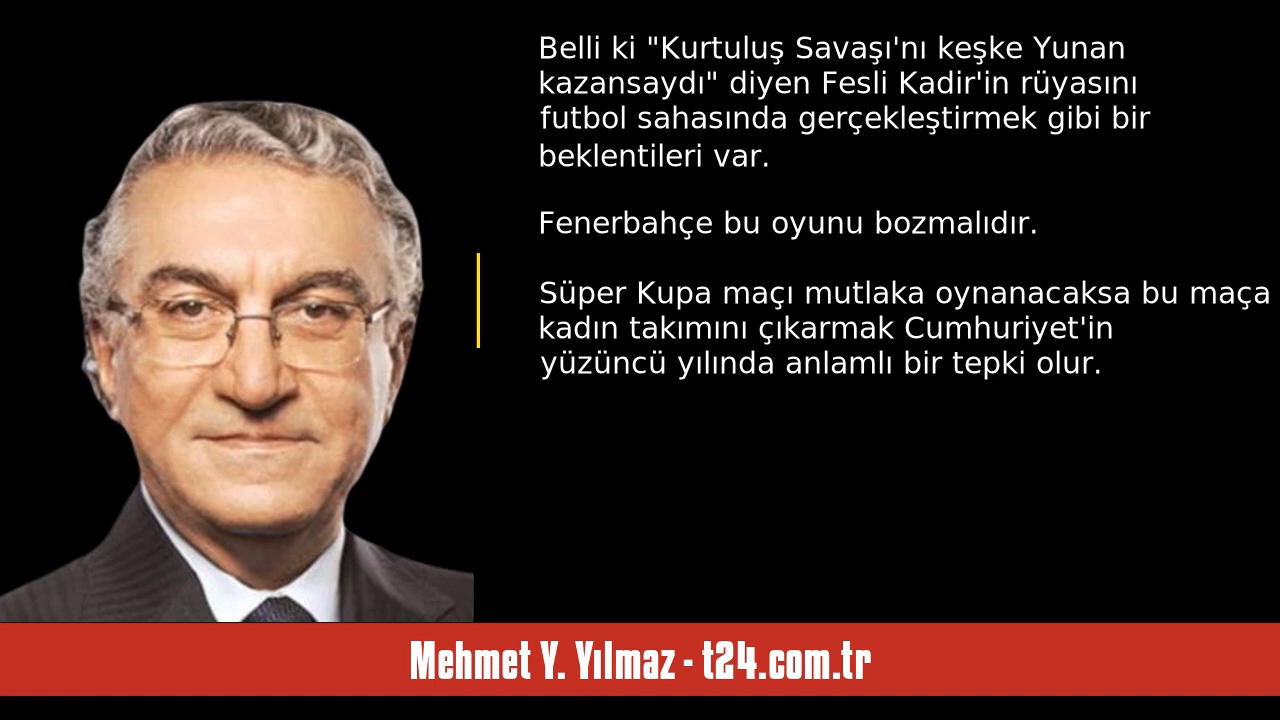 Belli ki "Kurtuluş Savaşı'nı keşke Yunan
kazansaydı" diyen Fesli Kadir'in rüyasını
futbol sahasında gerçekleştirmek gibi bir
beklentileri var.
Fenerbahçe bu oyunu bozmalıdır.
Süper Kupa maçı mutlaka oynanacaksa bu maça
kadın takımını çıkarmak Cumhuriyet'in
yüzüncü yılında anlamlı bir tepki olur.
Mehmet Y. Yılmaz - t24.com.tr